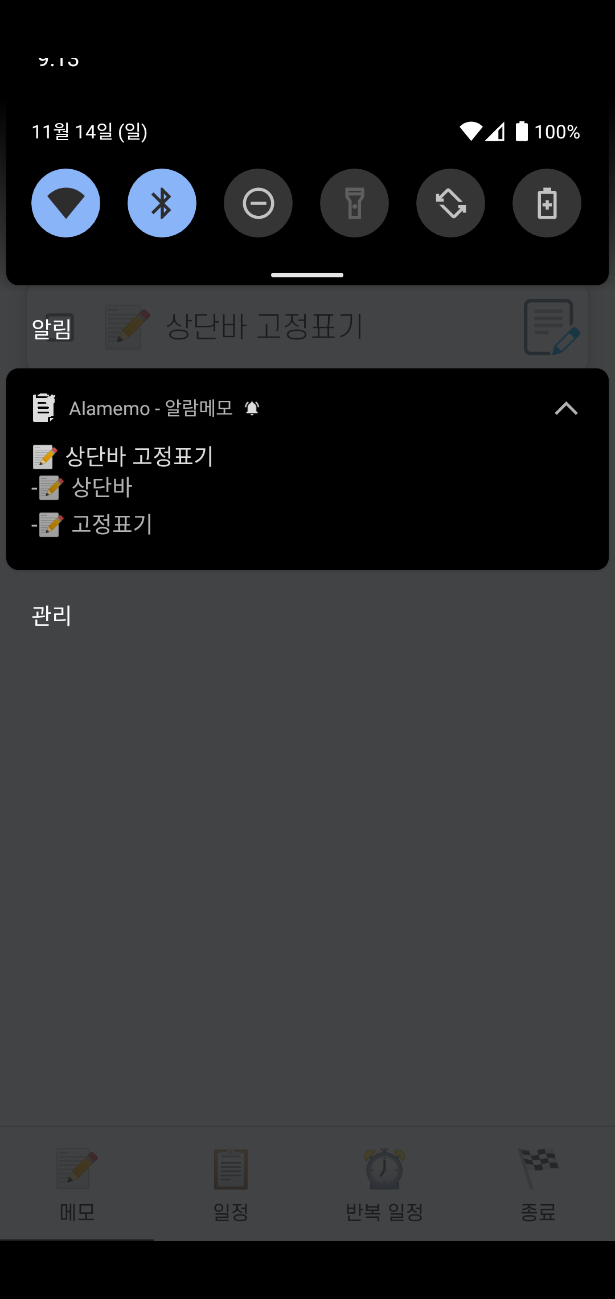 9:13
11월 14일 (일)
100%
알림
📝 상단바 고정표기
Alamemo - 알람메모
📝 상단바 고정표기
-📝 상단바
-📝 고정표기
관리
메모
일정
반복 일정
종료